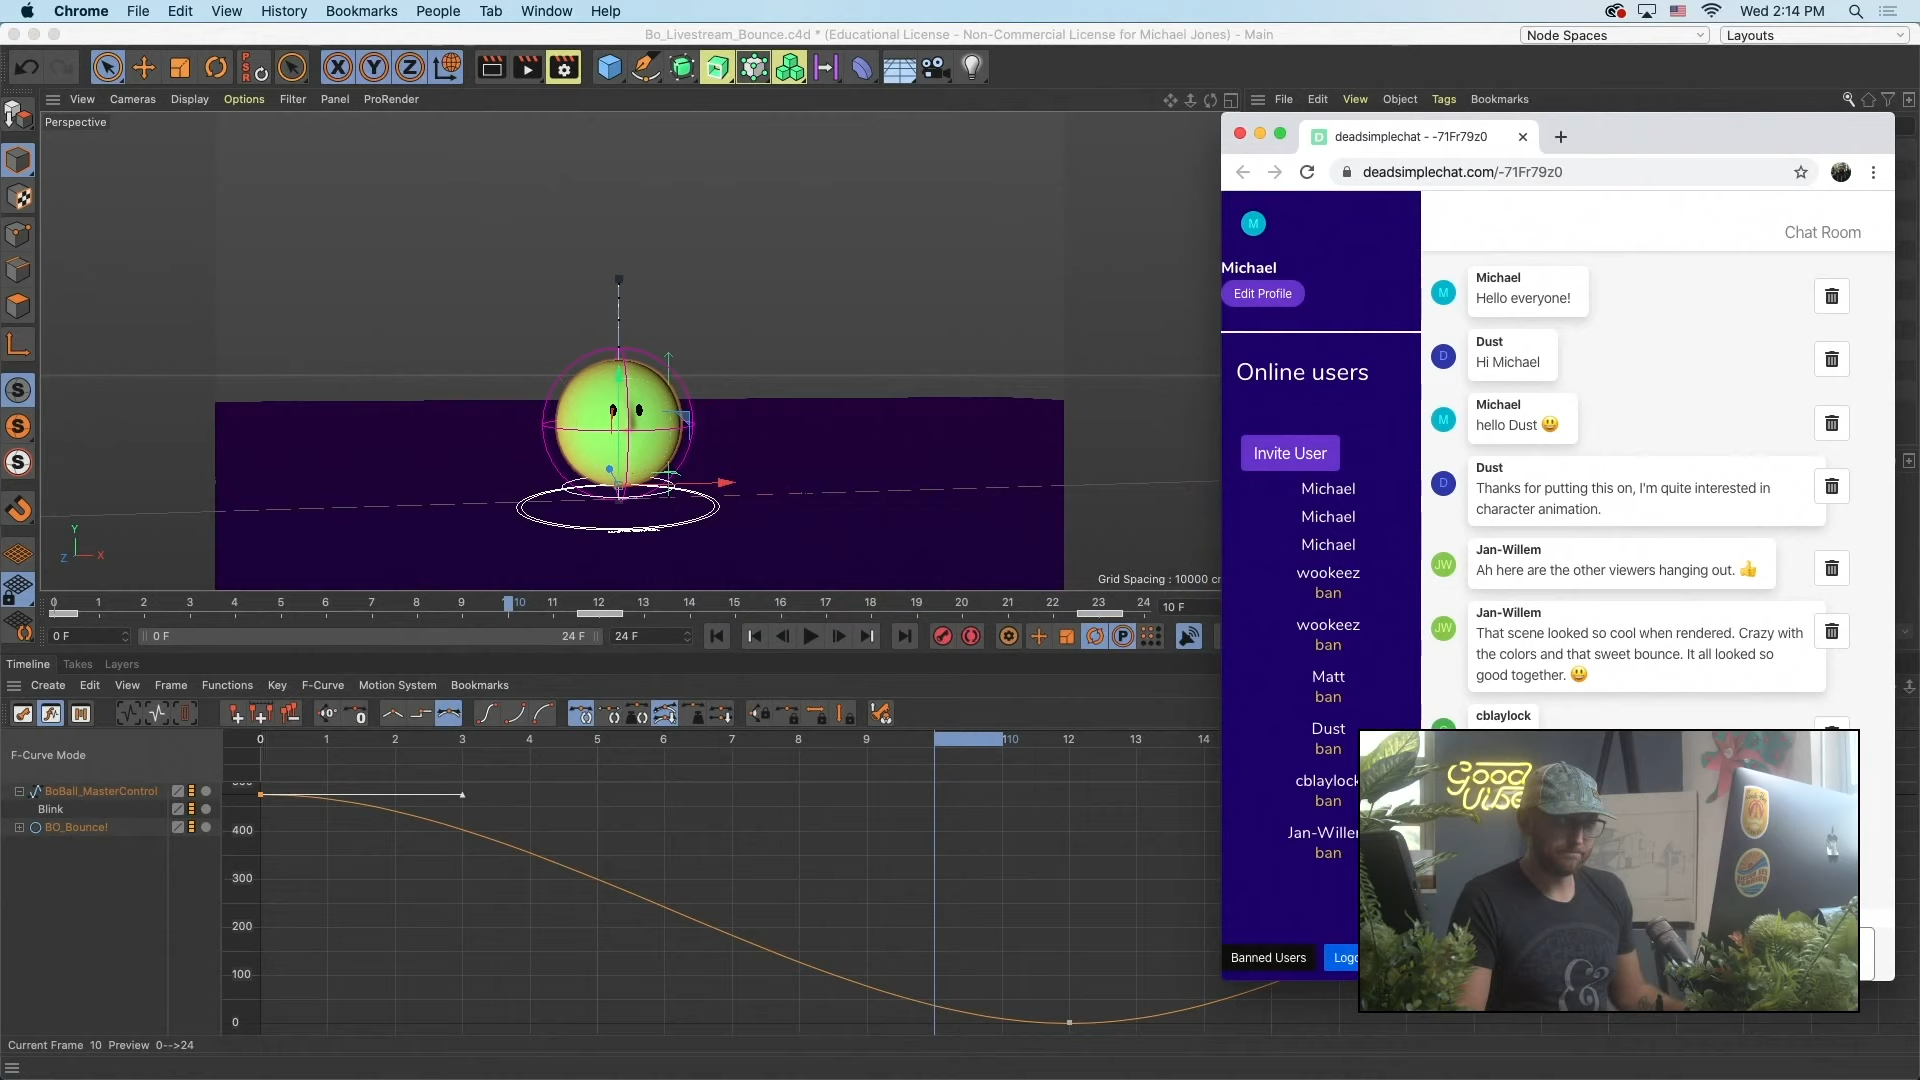 Chrome File Edit View History Bookmarks People Tab Window Help
Wed 2:14 PM
Bo_Livestream_Bounce.c4d * (Educational License - Non-Commercial License for Michael Jones) - Main
Node Spaces
Layouts
P
S
R
X Y Z
View Cameras Display Options Filter Panel ProRender
File Edit View Object Tags Bookmarks
Perspective
Y
Z X
Grid Spacing : 10000 c
S
S
S
0 1 2 3 4 5 6 7 8 9 10 12 13 14 15 16 17 18 19 20 21 22 23 24
10 F
0 F
0 F
24 F
24 F
P
Timeline Takes Layers
Create Edit View Frame Functions Key F-Curve Motion System Bookmarks
0 1 2 3 4 5 6 7 8 9 110 12 13 14
F-Curve Mode
BoBall_MasterControl
Blink
BO_Bounce!
400
300
200
100
0
Current Frame 10 Preview 0-->24
D
deadsimplechat - -71Fr79z0
deadsimplechat.com/-71Fr79z0
M
Michael
Edit Profile
Online users
Invite User
Michael
Michael
Michael
wookeez
ban
wookeez
ban
Matt
ban
Dust
ban
cblaylock
ban
Jan-Willem
ban
Banned Users
Logo
Chat Room
M
Michael
Hello everyone!
D
Dust
Hi Michael
M
Michael
hello Dust 😃
D
Dust
Thanks for putting this on, I'm quite interested in
character animation.
JW
Jan-Willem
Ah here are the other viewers hanging out. 👍
JW
Jan-Willem
That scene looked so cool when rendered. Crazy with
the colors and that sweet bounce. It all looked so
good together. 😃
cblaylock
Good
Vibe
&